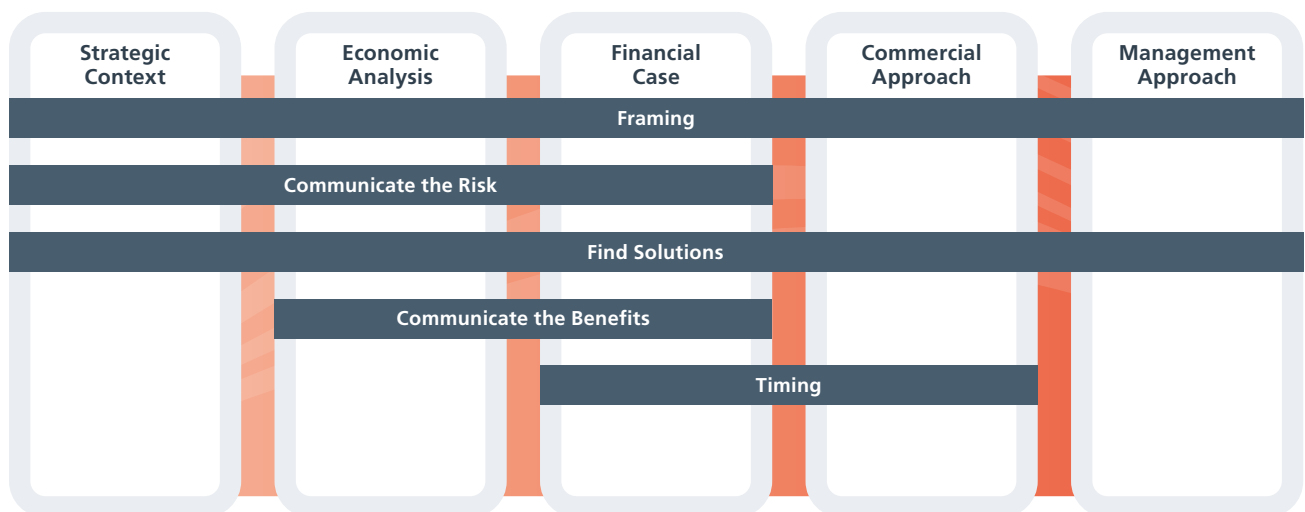 Strategic
Context
Economic
Analysis
Financial
Case
Commercial
Approach
Management
Approach
Framing
Communicate the Risk
Find Solutions
Communicate the Benefits
Timing